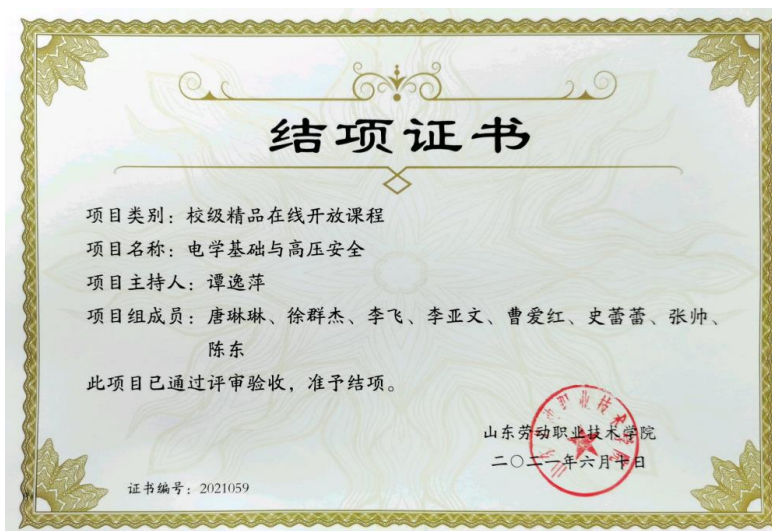 结项证书
项目类别：校级精品在线开放课程
项目名称：电学基础与高压安全
项目主持人：谭逸萍
项目组成员：唐琳琳、徐群杰、李飞、李亚文、曹爱红、史蕾蕾、张帅、
陈东
此项目已通过评审验收，准予结项。
山东劳动职业技术学院
二〇二一年六月十日
证书编号：2021059